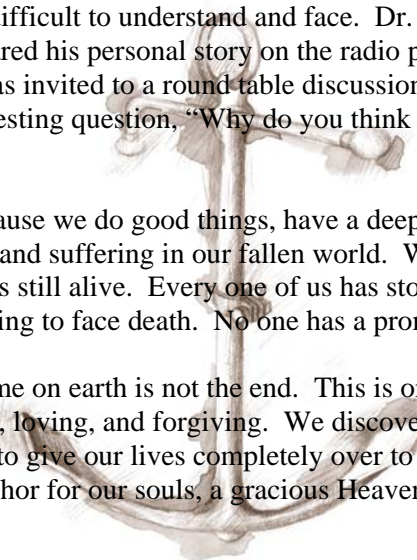 difficult to understand and face.  Dr.
ared his personal story on the radio p
as invited to a round table discussion
esting question, “Why do you think
ause we do good things, have a deep
and suffering in our fallen world.  W
s still alive.  Every one of us has sto
ing to face death.  No one has a pron
me on earth is not the end.  This is or
, loving, and forgiving.  We discove
to give our lives completely over to
hor for our souls, a gracious Heaven